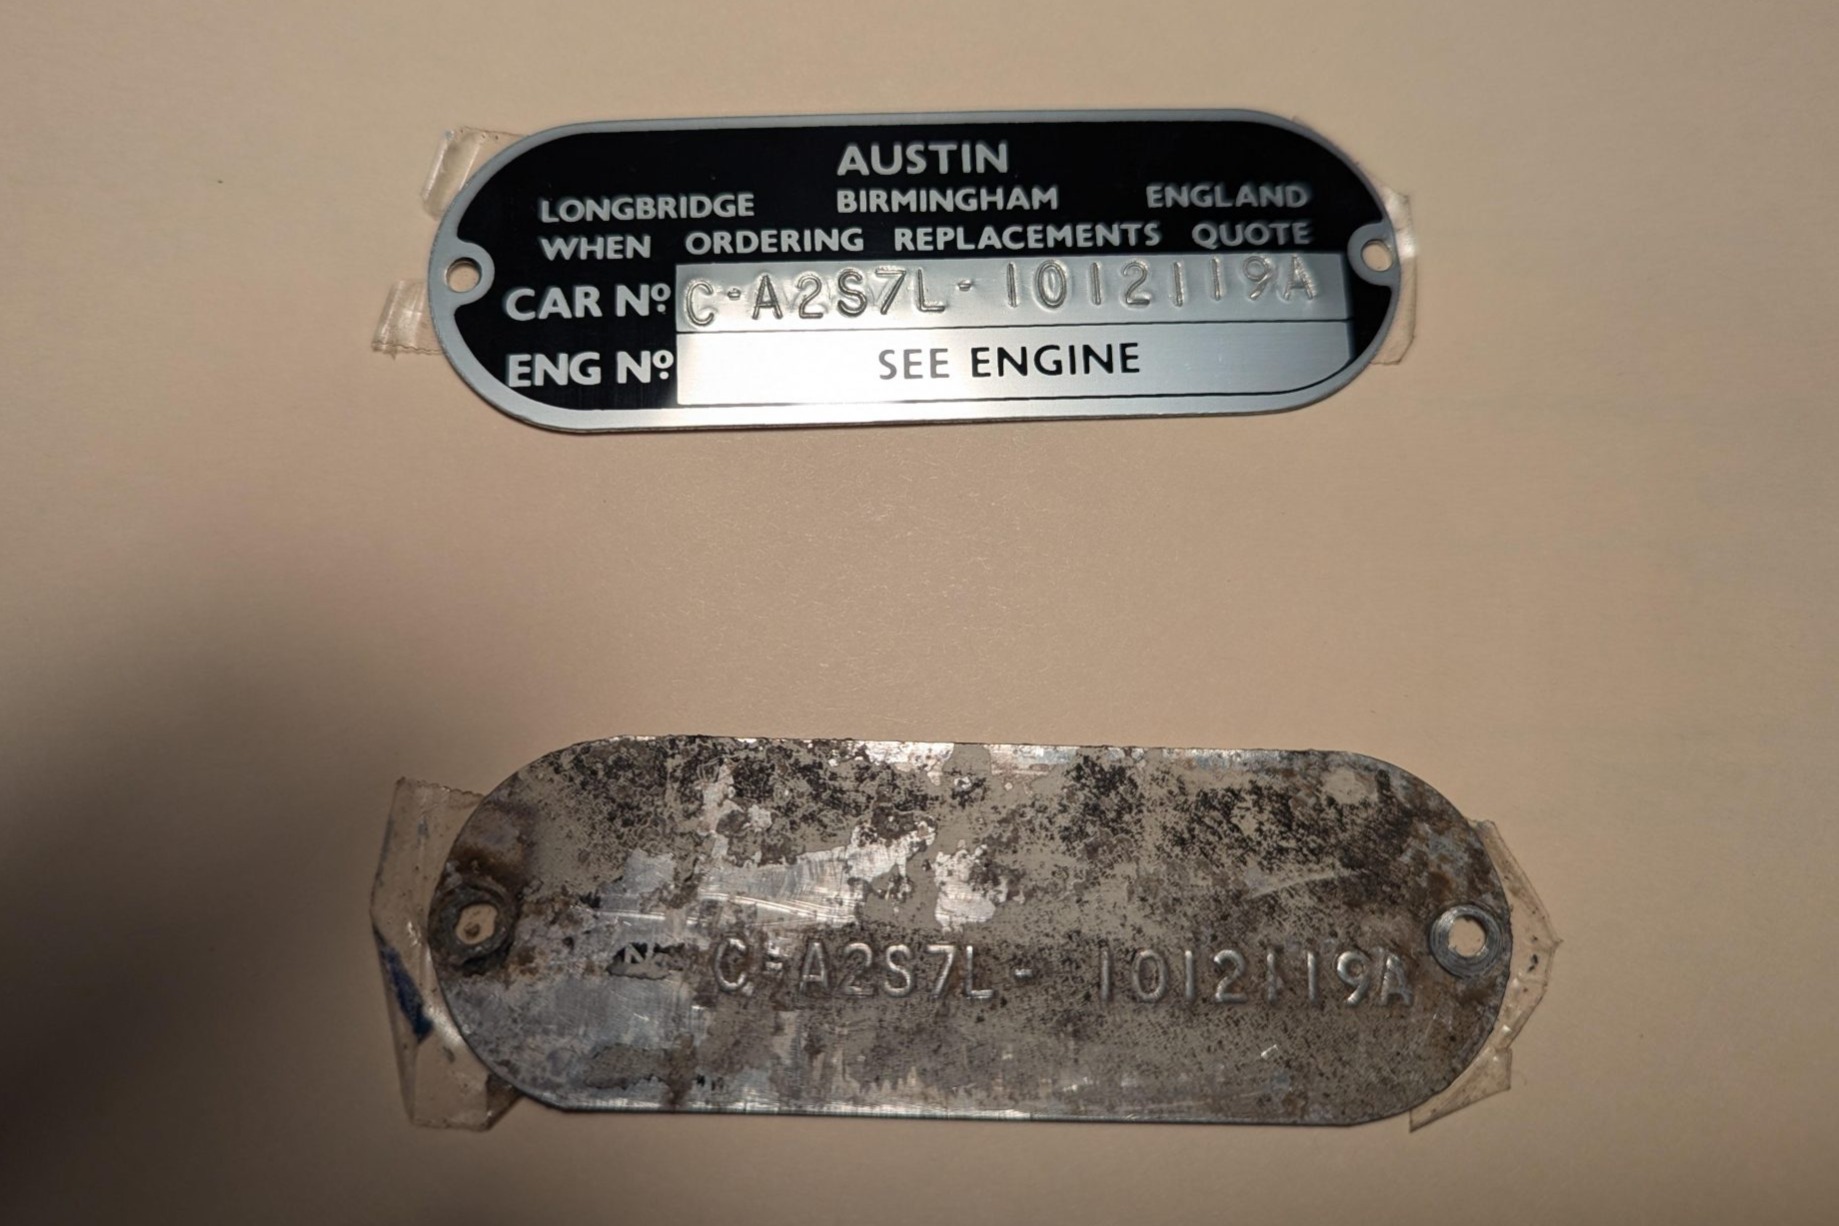 AUSTIN
LONGBRIDGE BIRMINGHAM ENGLAND
WHEN ORDERING REPLACEMENTS QUOTE
CAR Nº. C-A2S7L-1012119A
ENG Nº. SEE ENGINE
N C-A2S7L- 1012119A